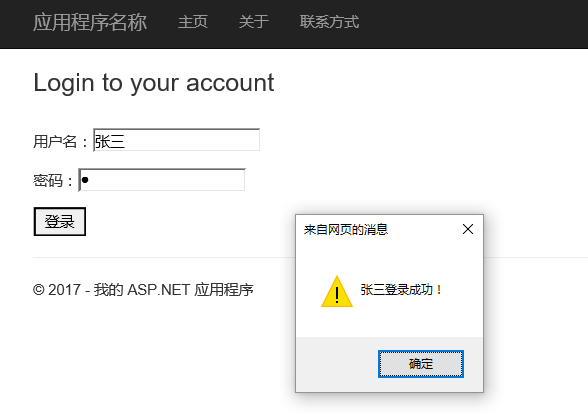 应用程序名称 主页 关于 联系方式
Login to your account
用户名：张三
密码：●
登录
来自网页的消息
张三登录成功！
确定
© 2017 - 我的 ASP.NET 应用程序